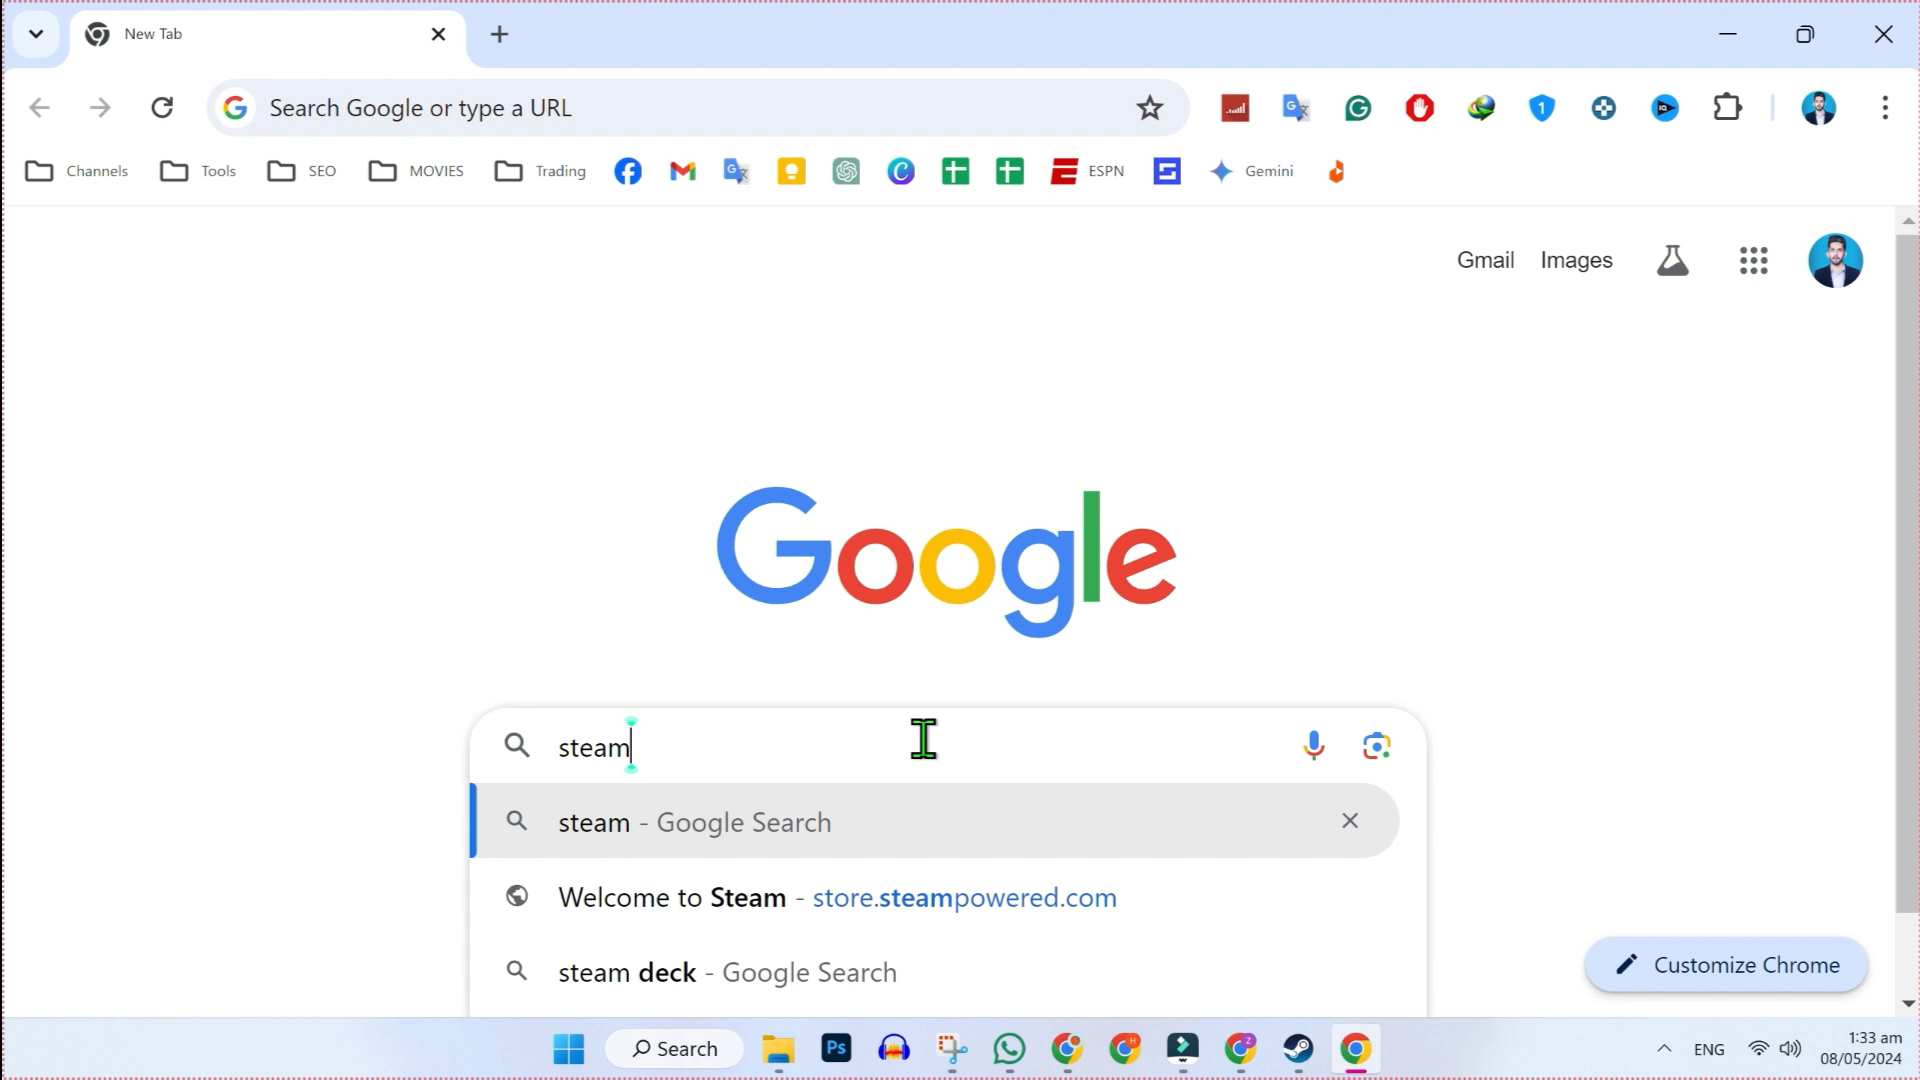 New Tab
Search Google or type a URL
Channels
Tools
SEO
MOVIES
Trading
ESPN
Gemini
Gmail
Images
Google
steam
steam - Google Search
Welcome to Steam - store.steampowered.com
steam deck - Google Search
Customize Chrome
Ps
Search
ENG
1:33 am
08/05/2024